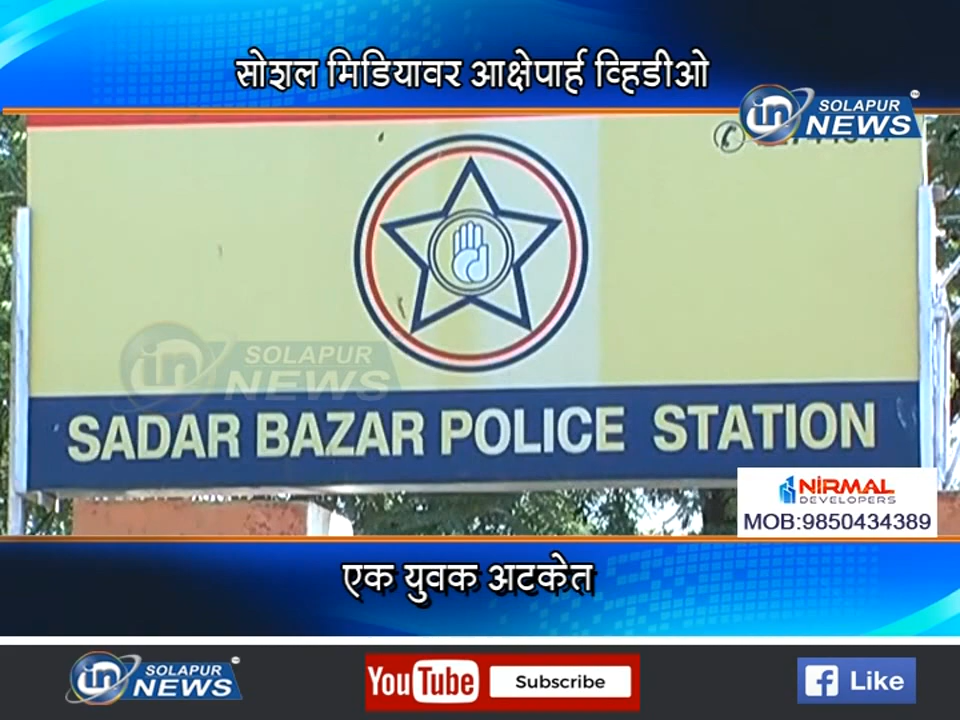 सोशल मिडियावर आक्षेपार्ह व्हिडीओ
in SOLAPUR NEWS
in SOLAPUR NEWS
SADAR BAZAR POLICE STATION
NIRMAL
DEVELOPERS
MOB:9850434389
एक युवक अटकेत
in SOLAPUR NEWS
YouTube Subscribe
f Like